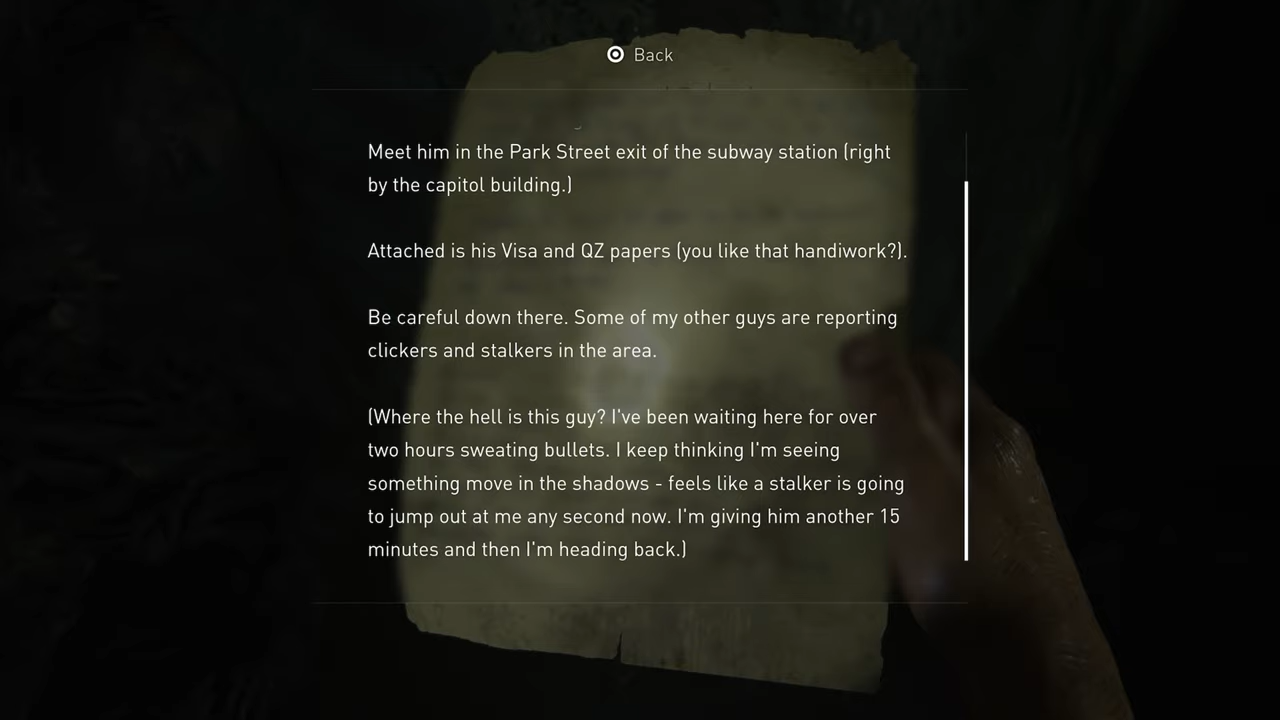 Back
Meet him in the Park Street exit of the subway station (right
by the capitol building.)
Attached is his Visa and QZ papers (you like that handiwork?).
Be careful down there. Some of my other guys are reporting
clickers and stalkers in the area.
(Where the hell is this guy? I've been waiting here for over
two hours sweating bullets. I keep thinking I'm seeing
something move in the shadows - feels like a stalker is going
to jump out at me any second now. I'm giving him another 15
minutes and then I'm heading back.)